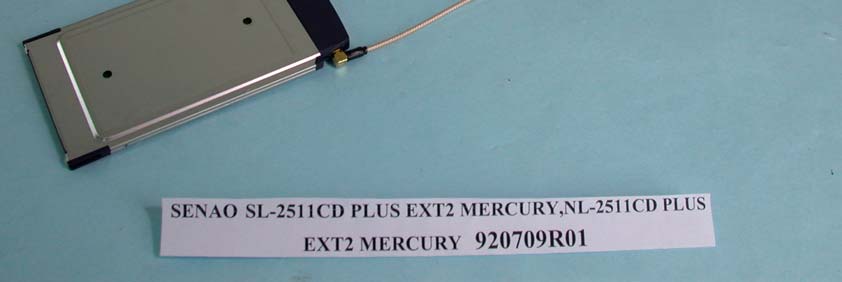 SENAO SL-2511CD PLUS EXT2 MERCURY,NL-2511CD PLUS
EXT2 MERCURY 920709R01